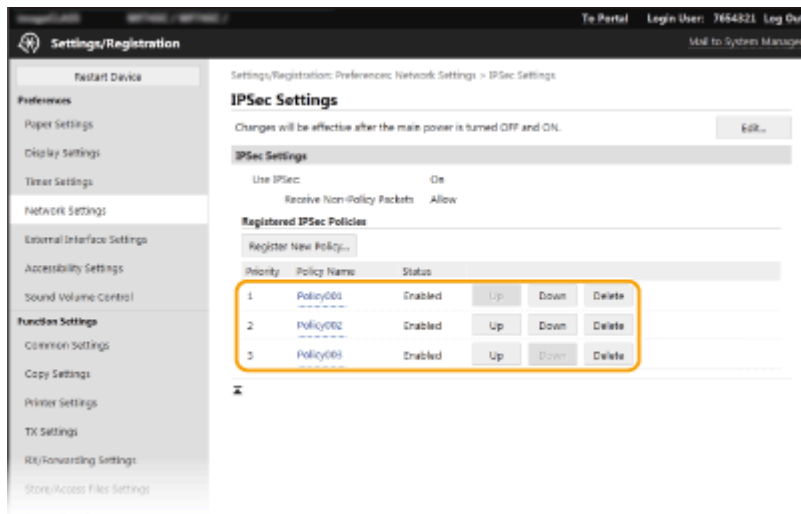 To Portal Login User: 7654321 Log Ou
Settings/Registration
Mail to System Manage
Restart Device
Settings/Registration: Preferences: Network Settings > IPSec Settings
Preferences
IPSec Settings
Paper Settings
Changes will be effective after the main power is turned OFF and ON.
Edit...
Display Settings
IPSec Settings
Timer Settings
Use IPSec: On
Receive Non-Policy Packets Allow
Network Settings
Registered IPSec Policies
External Interface Settings
Register New Policy...
Accessibility Settings
Priority Policy Name Status
Sound Volume Control
1 Policy001 Enabled Up Down Delete
Function Settings
2 Policy002 Enabled Up Down Delete
Common Settings
3 Policy003 Enabled Up Down Delete
Copy Settings
Printer Settings
TX Settings
RX/Forwarding Settings
Store/Access Files Settings